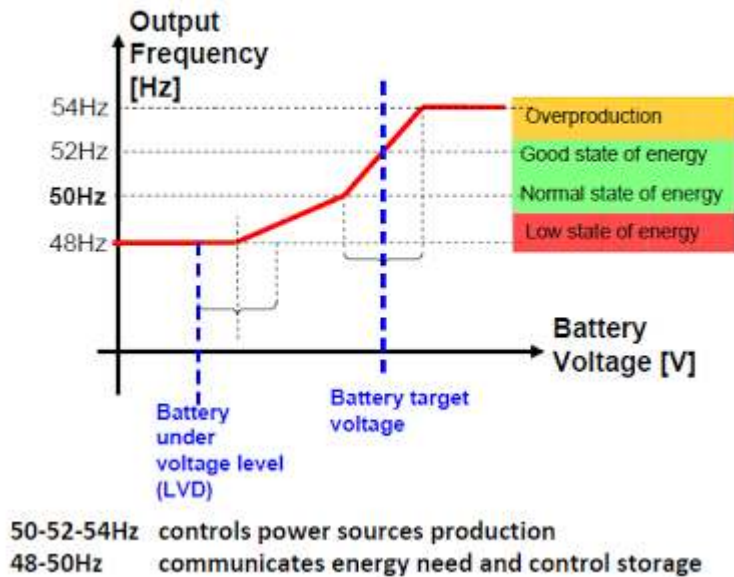 Output
Frequency
[Hz]
54Hz
Overproduction
52Hz
Good state of energy
50Hz
Normal state of energy
48Hz
Low state of energy
Battery
Voltage [V]
Battery
under
voltage level
(LVD)
Battery target
voltage
50-52-54Hz controls power sources production
48-50Hz communicates energy need and control storage